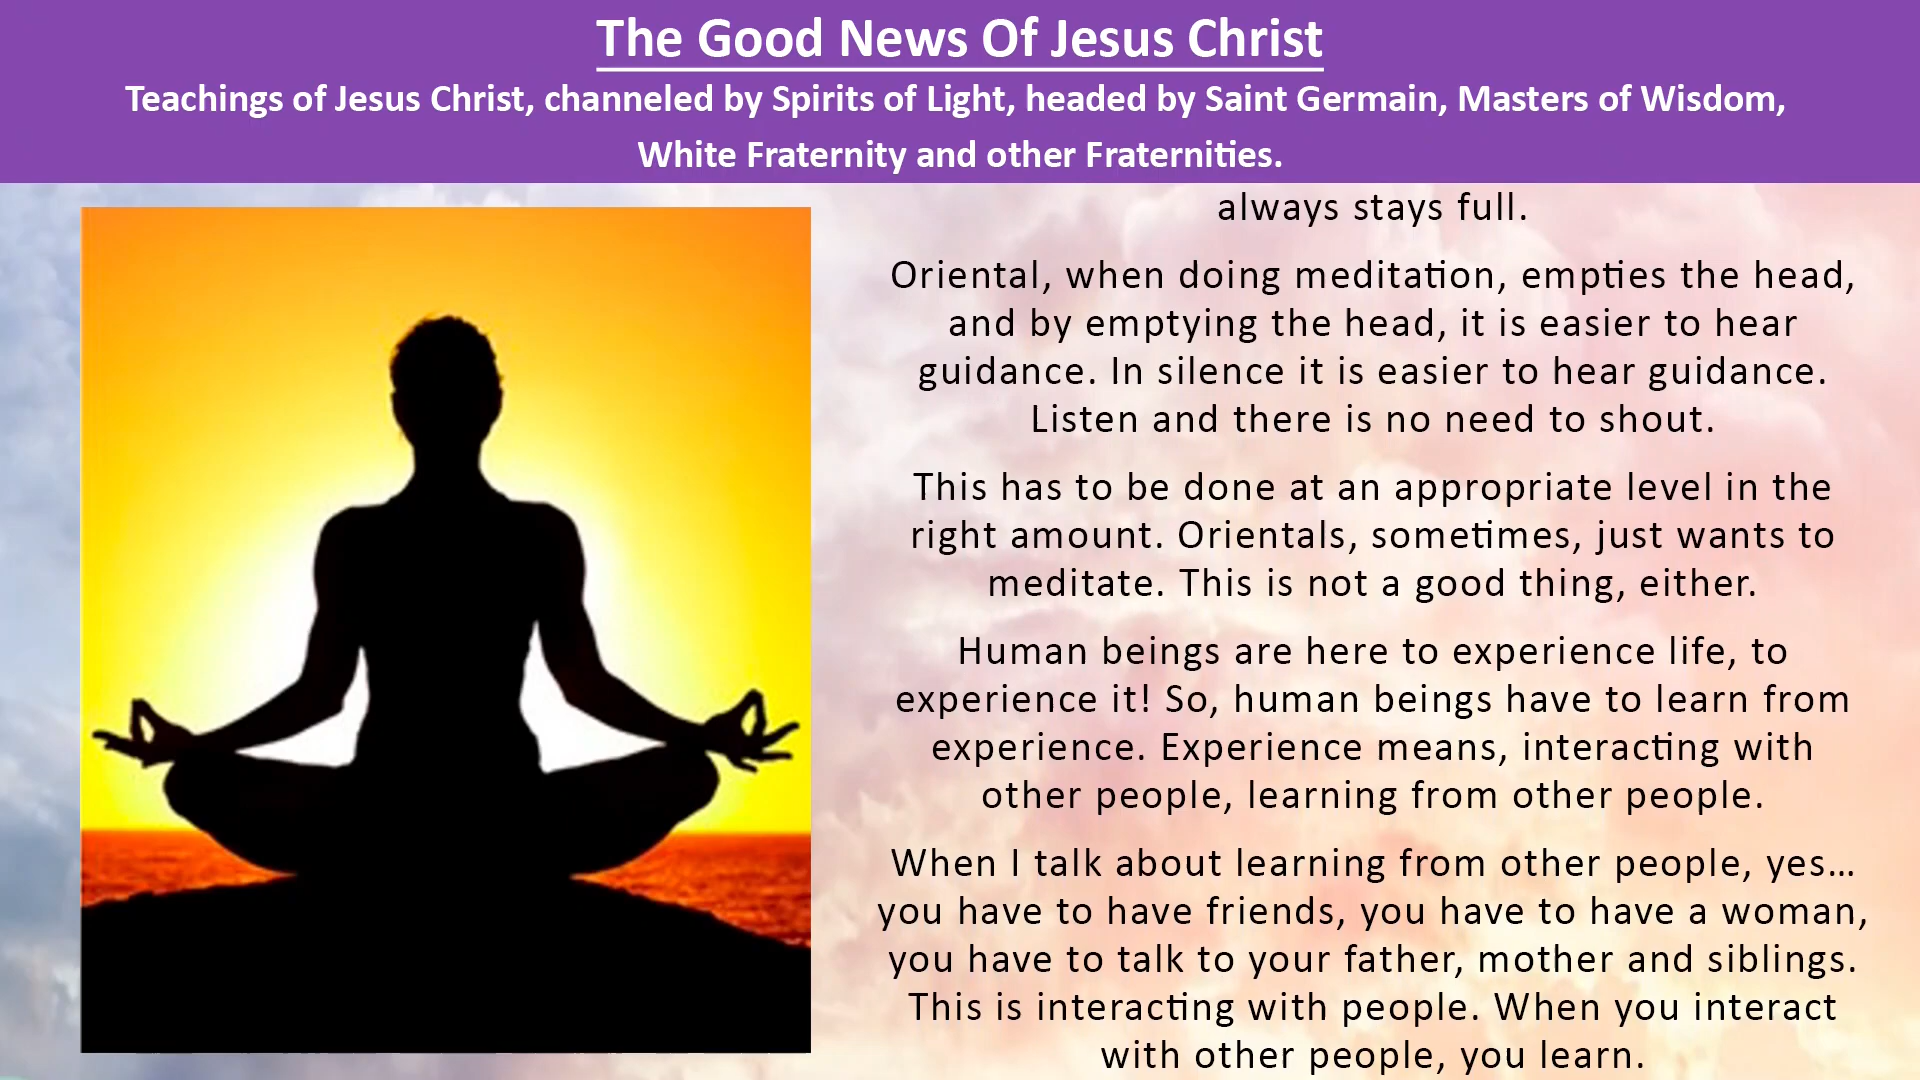 The Good News Of Jesus Christ
Teachings of Jesus Christ, channeled by Spirits of Light, headed by Saint Germain, Masters of Wisdom,
White Fraternity and other Fraternities.
always stays full.
Oriental, when doing meditation, empties the head,
and by emptying the head, it is easier to hear
guidance. In silence it is easier to hear guidance.
Listen and there is no need to shout.
This has to be done at an appropriate level in the
right amount. Orientals, sometimes, just wants to
meditate. This is not a good thing, either.
Human beings are here to experience life, to
experience it! So, human beings have to learn from
experience. Experience means, interacting with
other people, learning from other people.
When I talk about learning from other people, yes...
you have to have friends, you have to have a woman,
you have to talk to your father, mother and siblings.
This is interacting with people. When you interact
with other people, you learn.